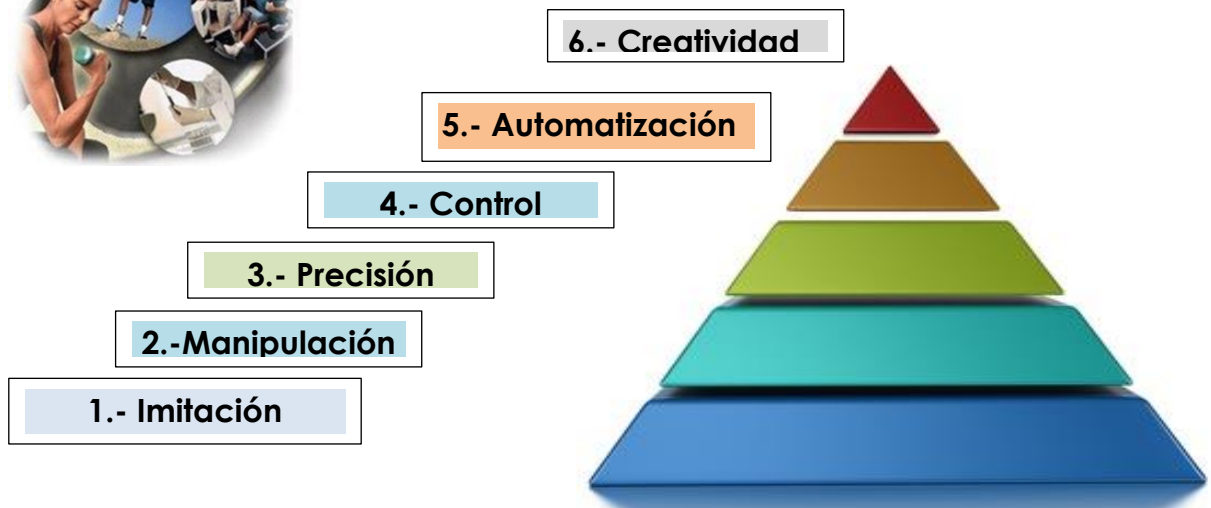 6.- Creatividad
5.- Automatización
4.- Control
3.- Precisión
2.-Manipulación
1.- Imitación